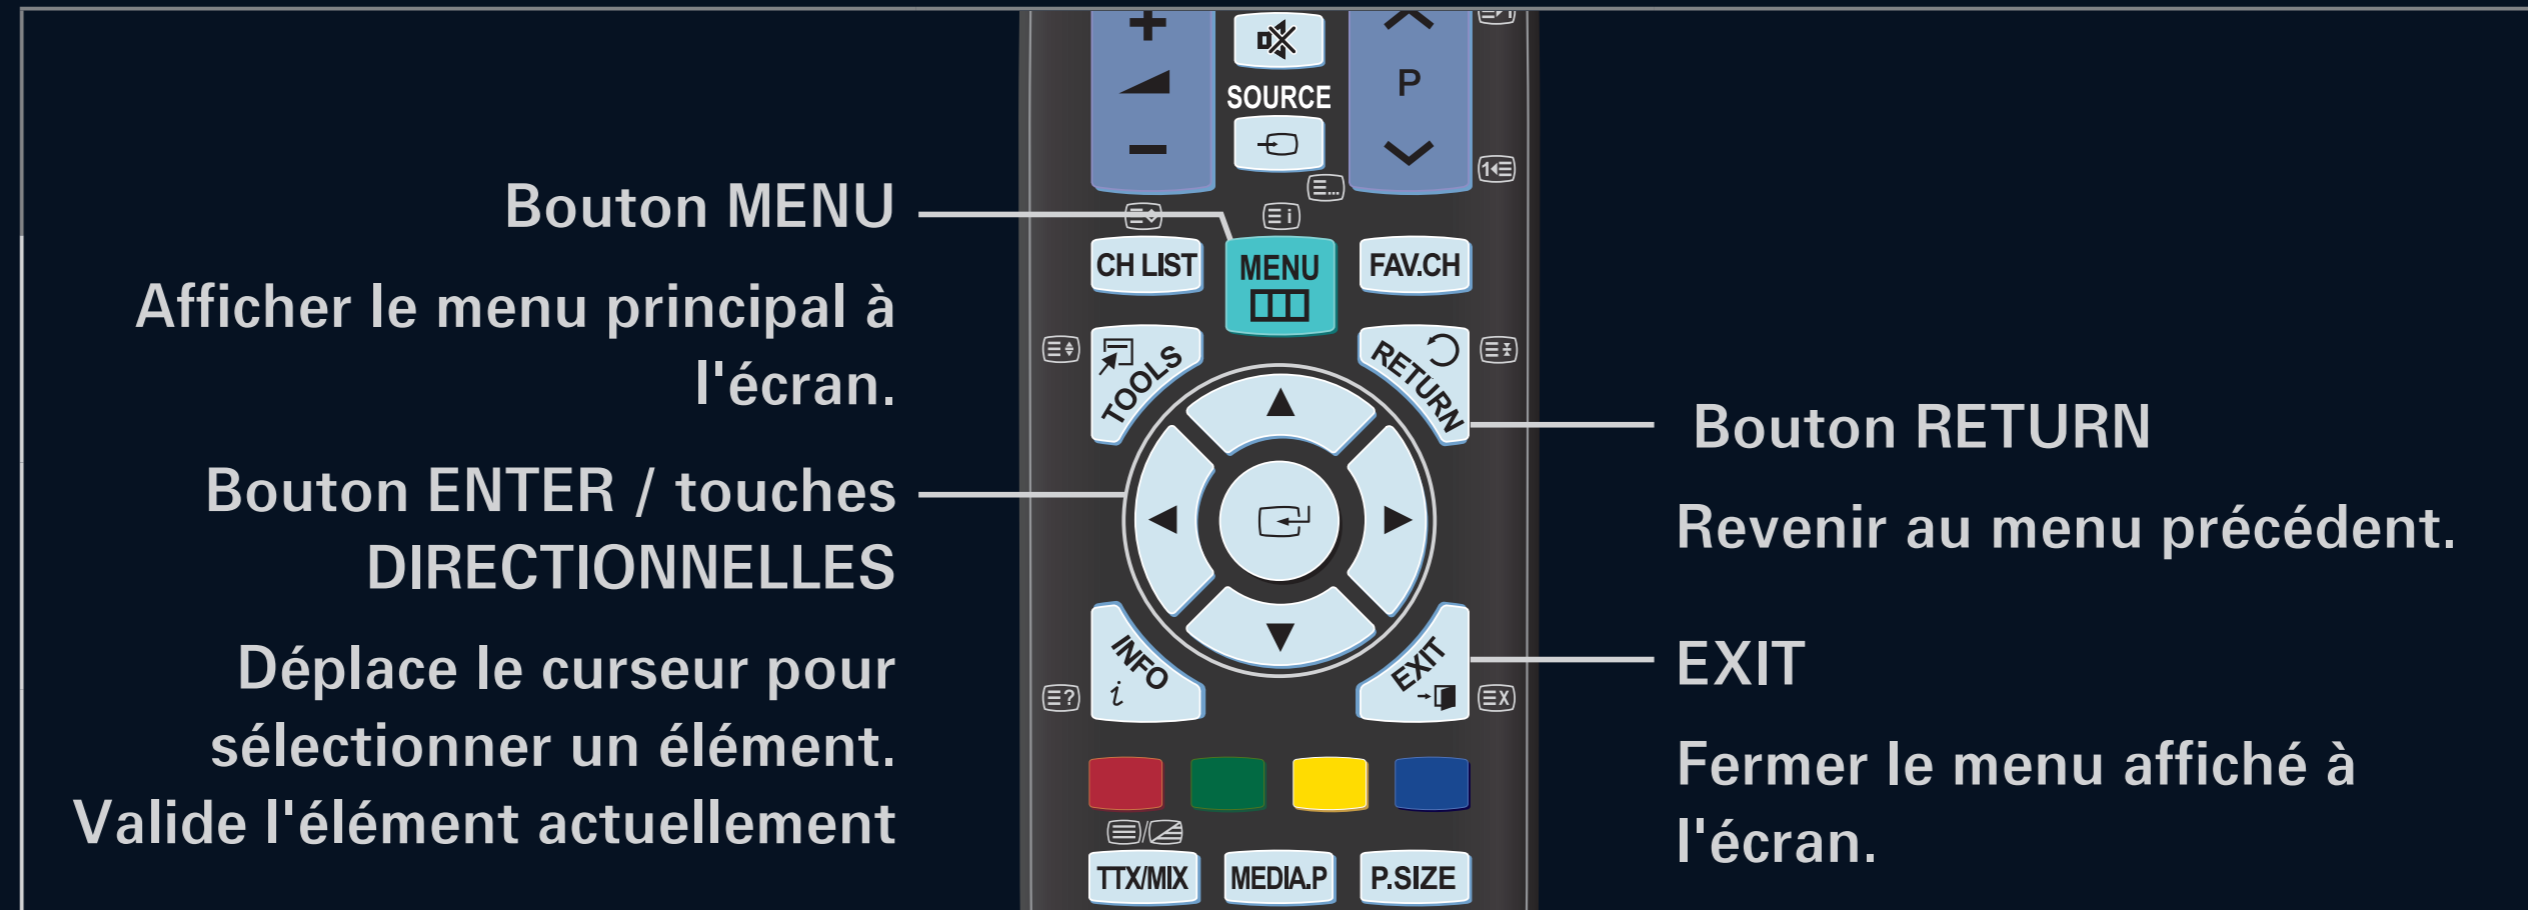 SOURCE
P
CH LIST
MENU
FAV.CH
TOOLS
RETURN
INFO
i
EXIT
TTX/MIX
MEDIA.P
P.SIZE
Bouton MENU
Afficher le menu principal à
l'écran.
Bouton ENTER / touches
DIRECTIONNELLES
Déplace le curseur pour
sélectionner un élément.
Valide l'élément actuellement
Bouton RETURN
Revenir au menu précédent.
EXIT
Fermer le menu affiché à
l'écran.